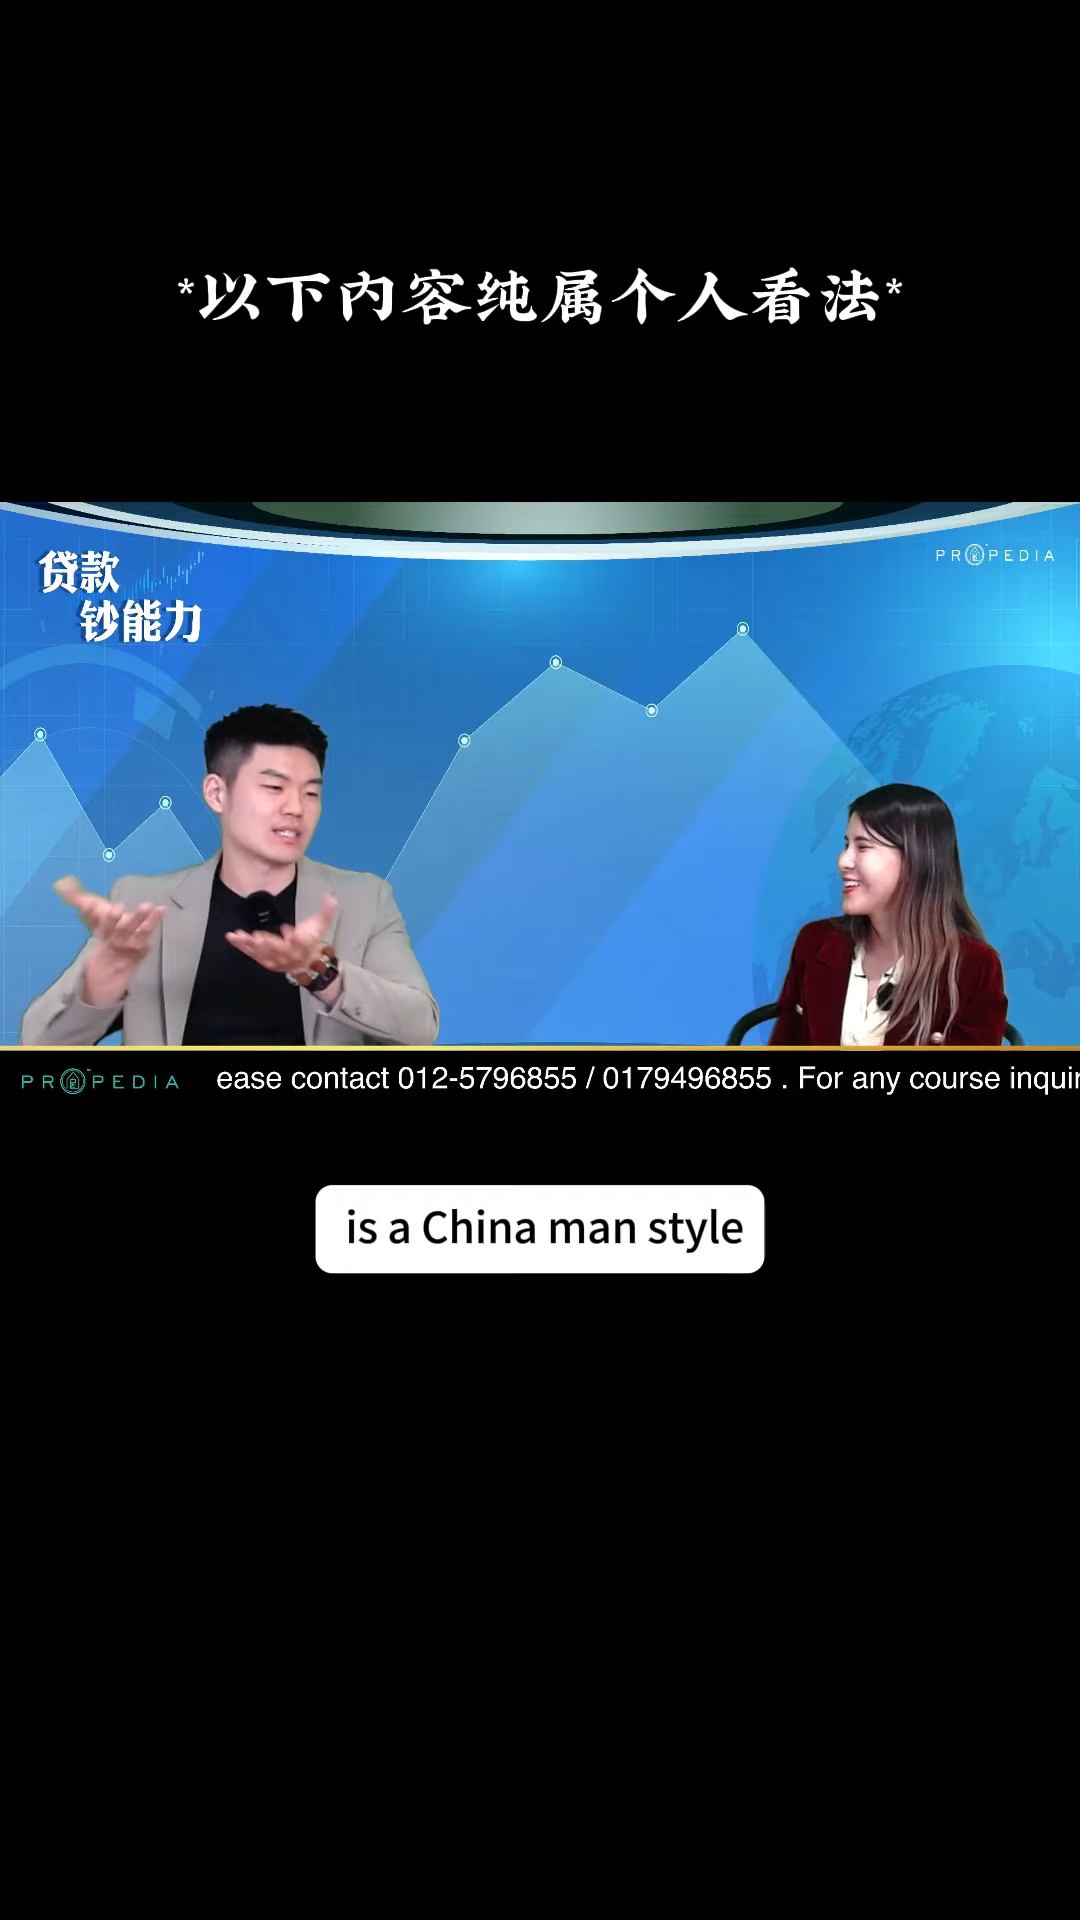 *以下内容纯属个人看法*
贷款
钞能力
PROPEDIA
PROPEDIA
ease contact 012-5796855 / 0179496855 . For any course inquir
is a China man style